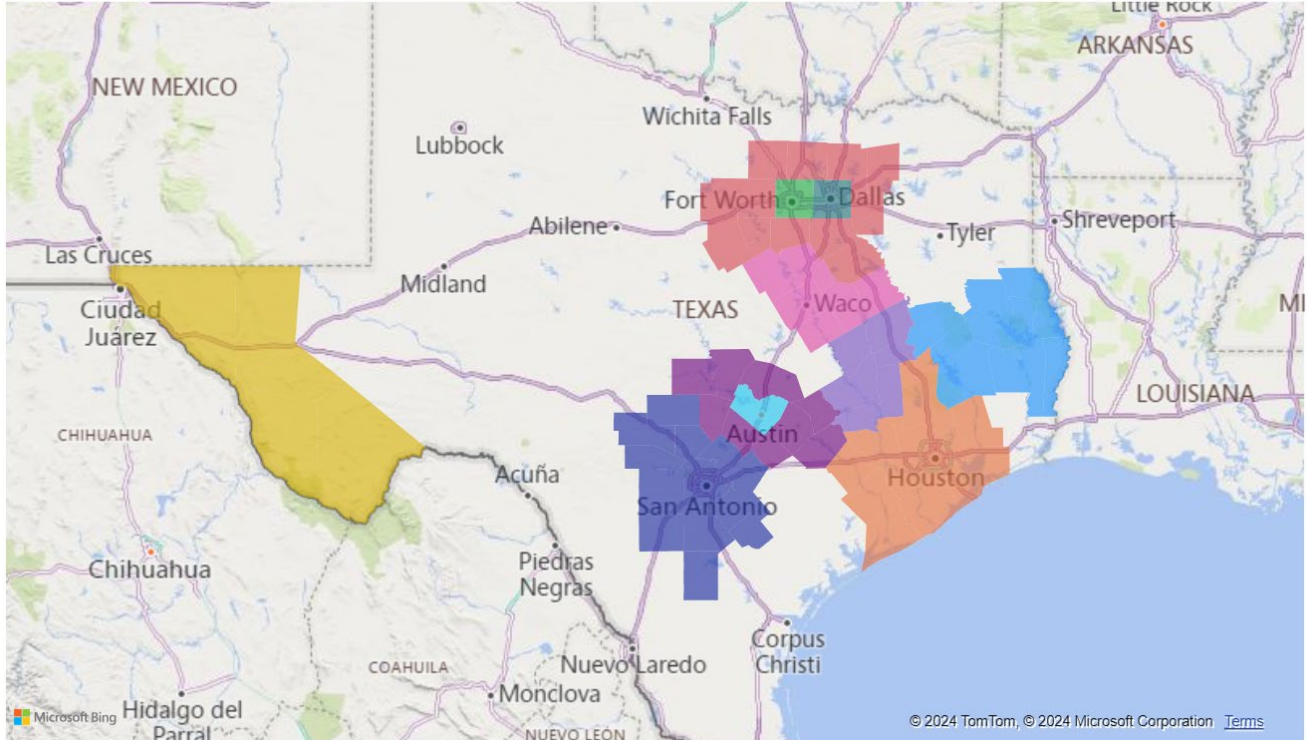 Little Rock
ARKANSAS
NEW MEXICO
Wichita Falls
Lubbock
Fort Worth
Dallas
Abilene
Tyler
Shreveport
Las Cruces
Midland
Ciudad
Juárez
TEXAS
Waco
MI
LOUISIANA
CHIHUAHUA
Austin
Acuña
Houston
San Antonio
Chihuahua
Piedras
Negras
Corpus
Christi
COAHUILA
Nuevo Laredo
Monclova
Hidalgo del
Parral
NUEVO LEÓN
Microsoft Bing
© 2024 TomTom, © 2024 Microsoft Corporation Terms